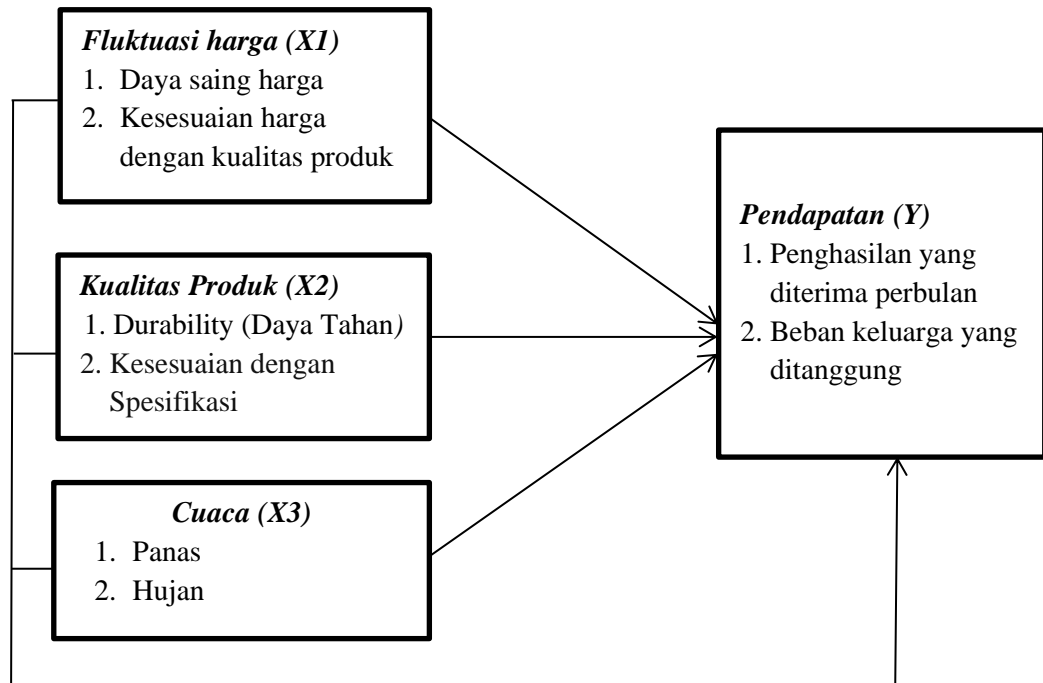 Fluktuasi harga (X1)
1. Daya saing harga
2. Kesesuaian harga
dengan kualitas produk
Kualitas Produk (X2)
1. Durability (Daya Tahan)
2. Kesesuaian dengan
Spesifikasi
Cuaca (X3)
1. Panas
2. Hujan
Pendapatan (Y)
1. Penghasilan yang
diterima perbulan
2. Beban keluarga yang
ditanggung